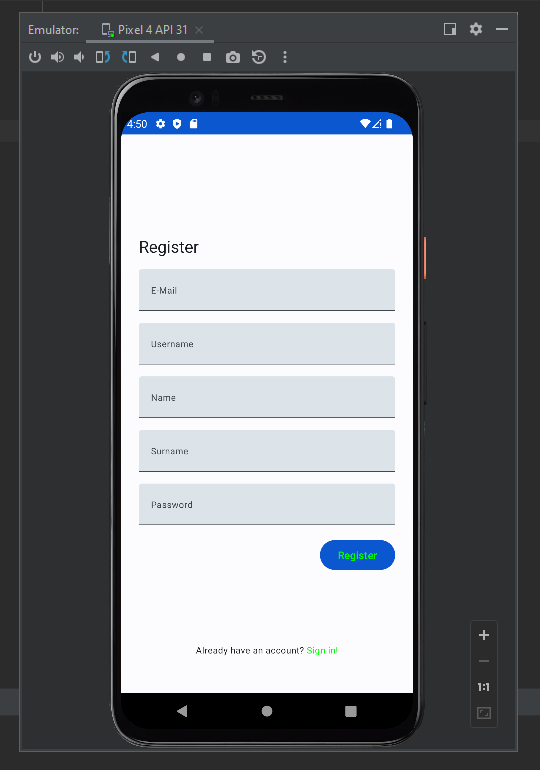 Emulator: Pixel 4 API 31
4:50
Register
E-Mail
Username
Name
Surname
Password
Register
Already have an account? Sign in!
1:1